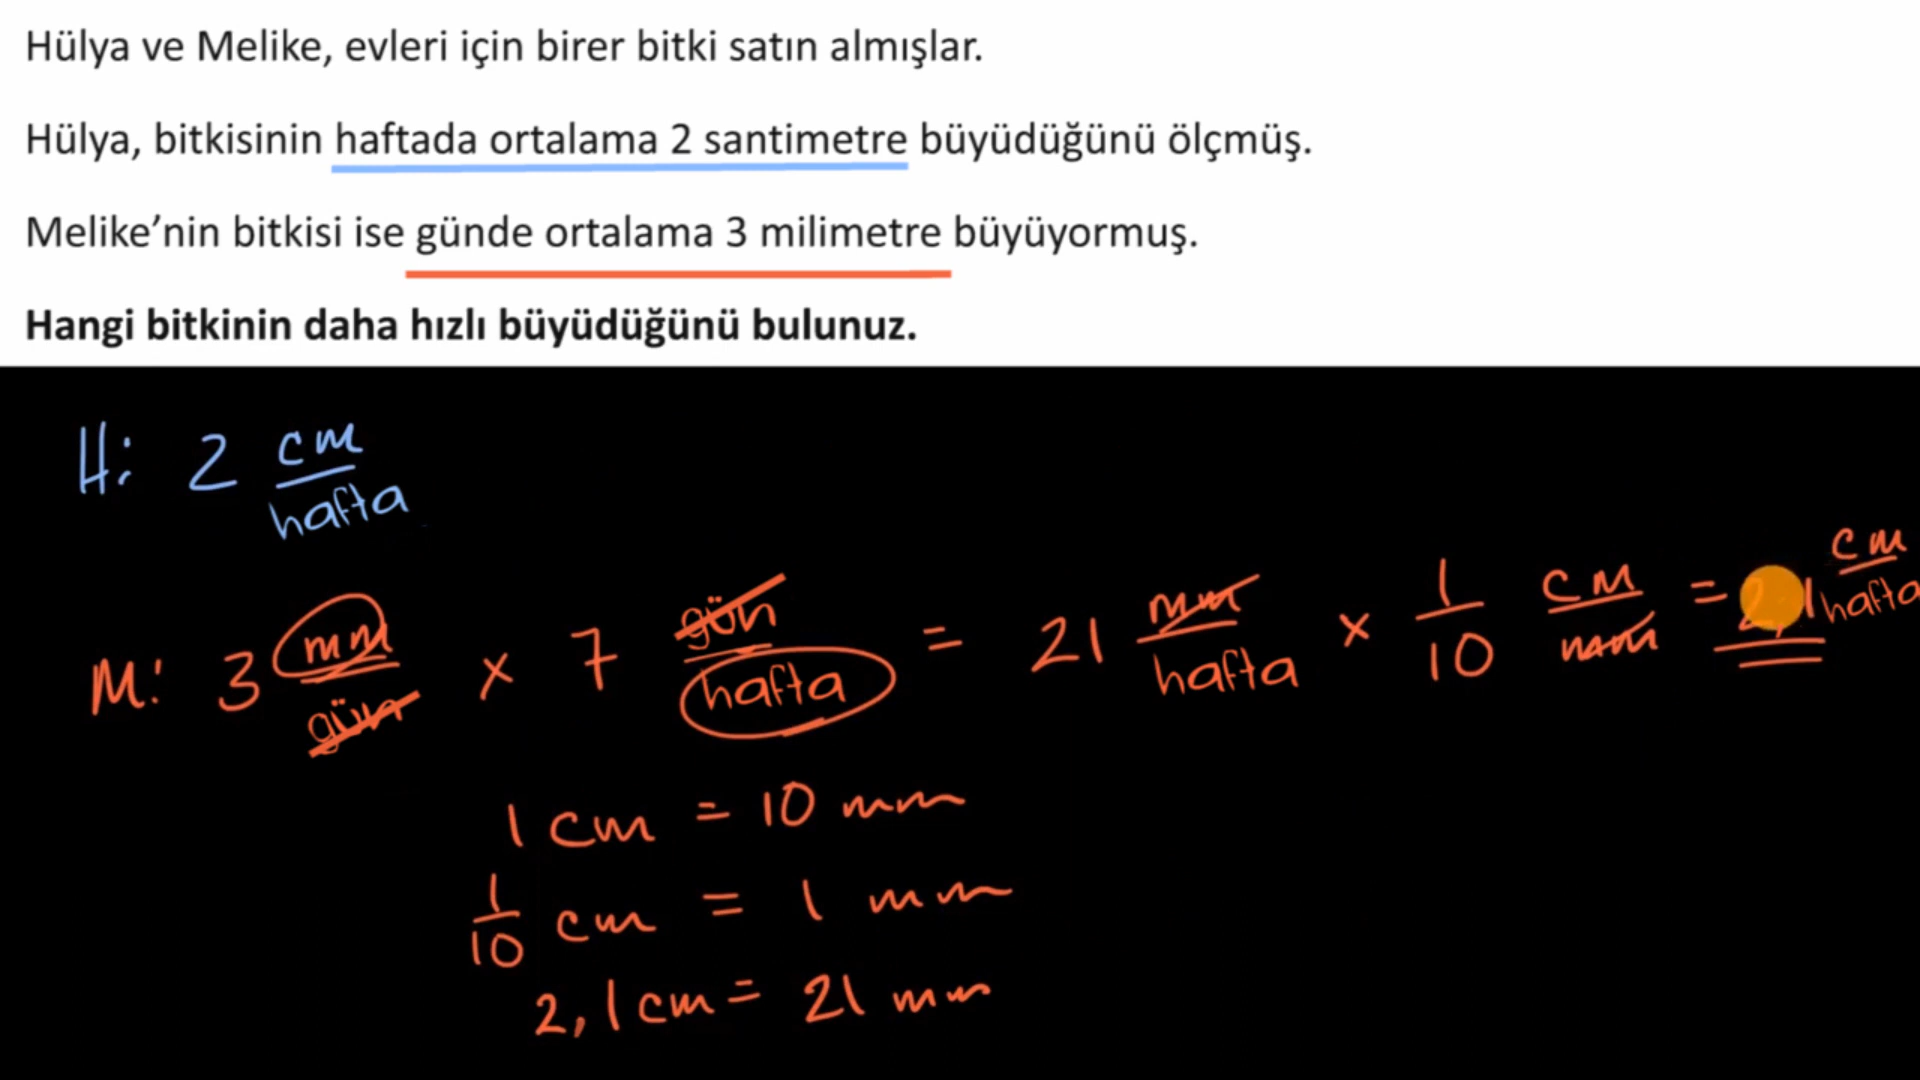 Hülya ve Melike, evleri için birer bitki satın almışlar.
Hülya, bitkisinin haftada ortalama 2 santimetre büyüdüğünü ölçmüş.
Melike’nin bitkisi ise günde ortalama 3 milimetre büyüyormuş.
Hangi bitkinin daha hızlı büyüdüğünü bulunuz.
H: 2 cm/hafta
M: 3 mm/gün x 7 gün/hafta = 21 mm/hafta x 1/10 cm/mm = 2,1 cm/hafta
1 cm = 10 mm
1/10 cm = 1 mm
2,1 cm = 21 mm